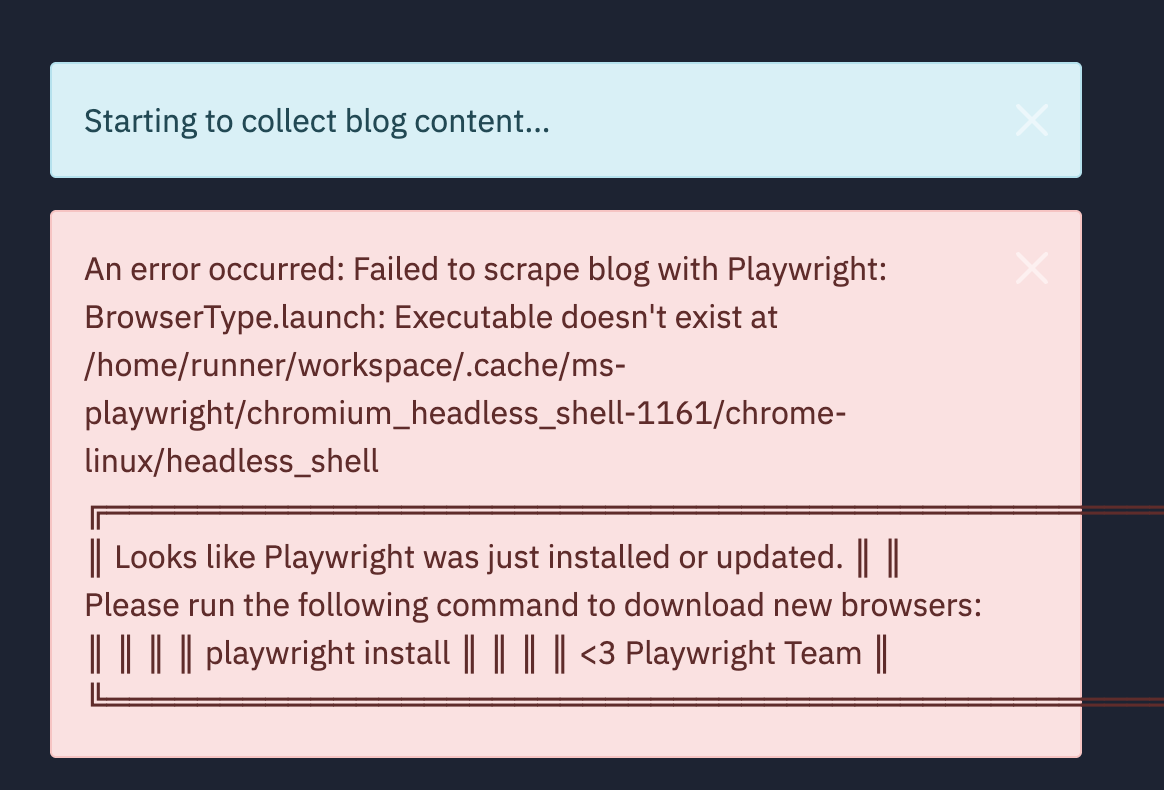 Starting to collect blog content...
An error occurred: Failed to scrape blog with Playwright:
BrowserType.launch: Executable doesn't exist at
/home/runner/workspace/.cache/ms-
playwright/chromium_headless_shell-1161/chrome-
linux/headless_shell
╔════════════════════════════════════════════════
║ Looks like Playwright was just installed or updated. ║ ║
Please run the following command to download new browsers:
║ ║ ║ ║ playwright install ║ ║ ║ ║ <3 Playwright Team ║
╚════════════════════════════════════════════════